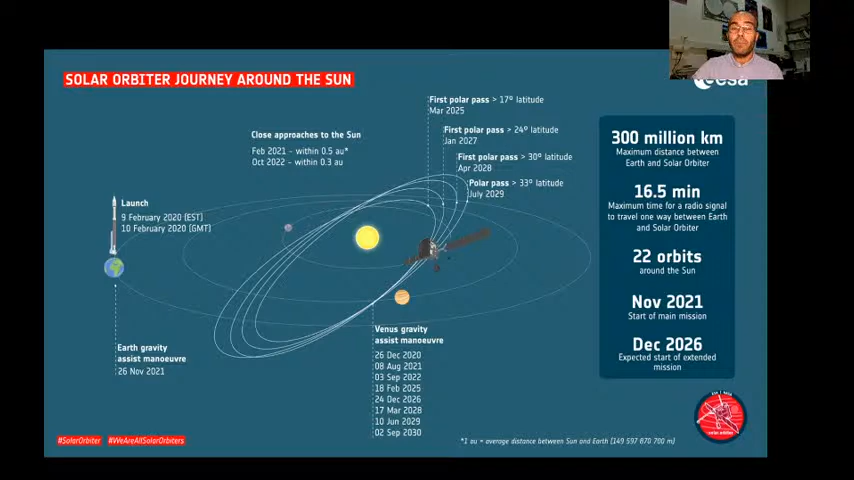 SOLAR ORBITER JOURNEY AROUND THE SUN
esa
First polar pass > 17º latitude
Mar 2025
First polar pass > 24º latitude
Jan 2027
First polar pass > 30º latitude
Apr 2028
Polar pass > 33º latitude
July 2029
Close approaches to the Sun
Feb 2021 - within 0.5 au*
Oct 2022 - within 0.3 au
Launch
9 February 2020 (EST)
10 February 2020 (GMT)
Earth gravity
assist manoeuvre
26 Nov 2021
Venus gravity
assist manoeuvre
26 Dec 2020
08 Aug 2021
03 Sep 2022
18 Feb 2025
24 Dec 2026
17 Mar 2028
10 Jun 2029
02 Sep 2030
300 million km
Maximum distance between
Earth and Solar Orbiter
16.5 min
Maximum time for a radio signal
to travel one way between Earth
and Solar Orbiter
22 orbits
around the Sun
Nov 2021
Start of main mission
Dec 2026
Expected start of extended
mission
solar orbiter
#SolarOrbiter #WeAreAllSolarOrbiters
*1 au = average distance between Sun and Earth (149 597 870 700 m)